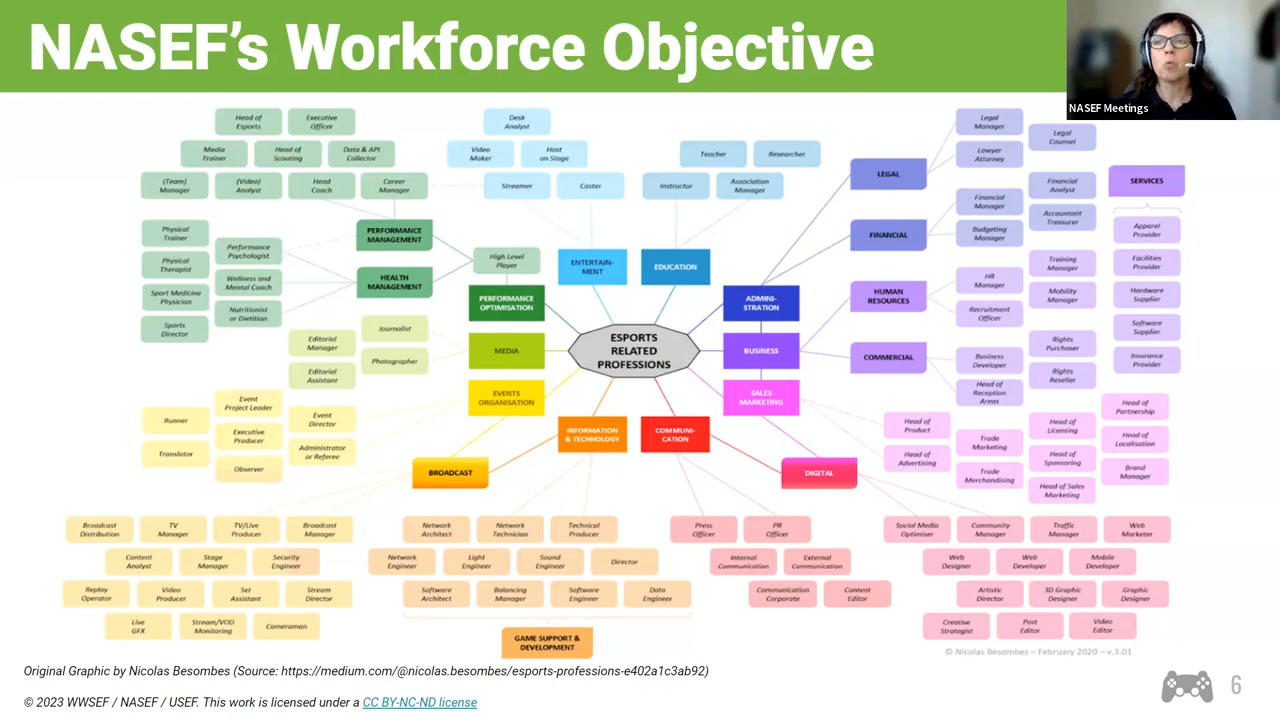 NASEF's Workforce Objective
NASEF Meetings
Head of
Esports
Executive
Officer
Media
Trainer
Head of
Scouting
Data & API
Collector
(Team)
Manager
(Video)
Analyst
Head
Coach
Career
Manager
Desk
Analyst
Video
Maker
Host
on Stage
Streamer
Caster
Teacher
Researcher
Instructor
Association
Manager
LEGAL
Legal
Manager
Legal
Counsel
Lawyer
Attorney
FINANCIAL
Financial
Manager
Financial
Analyst
Budgeting
Manager
Accountant
Treasurer
SERVICES
Apparel
Provider
Facilities
Provider
Hardware
Supplier
Software
Supplier
Insurance
Provider
Physical
Trainer
Physical
Therapist
Sport Medicine
Physician
Sports
Director
Performance
Psychologist
Wellness and
Mental Coach
Nutritionist
or Dietitian
PERFORMANCE
MANAGEMENT
HEALTH
MANAGEMENT
High Level
Player
ENTERTAIN-
MENT
EDUCATION
PERFORMANCE
OPTIMISATION
ADMINI-
STRATION
HUMAN
RESOURCES
HR
Manager
Training
Manager
Recruitment
Officer
Mobility
Manager
MEDIA
ESPORTS
RELATED
PROFESSIONS
BUSINESS
COMMERCIAL
Business
Developer
Rights
Purchaser
Head of
Reception
Areas
Rights
Reseller
Journalist
Photographer
Editorial
Manager
Editorial
Assistant
EVENTS
ORGANISATION
SALES
MARKETING
Runner
Translator
Event
Project Leader
Executive
Producer
Observer
Event
Director
Administrator
or Referee
INFORMATION
& TECHNOLOGY
COMMUNI-
CATION
BROADCAST
DIGITAL
Head of
Product
Head of
Advertising
Trade
Marketing
Trade
Merchandising
Head of
Licensing
Head of
Sponsoring
Head of Sales
Marketing
Head of
Partnership
Head of
Localisation
Brand
Manager
Broadcast
Distribution
TV
Manager
TV/Live
Producer
Broadcast
Manager
Content
Analyst
Stage
Manager
Security
Engineer
Replay
Operator
Video
Producer
Set
Assistant
Stream
Director
Live
GFX
Stream/VOD
Monitoring
Cameraman
Network
Architect
Network
Technician
Technical
Producer
Network
Engineer
Light
Engineer
Sound
Engineer
Director
Software
Architect
Balancing
Manager
Software
Engineer
Data
Engineer
GAME SUPPORT &
DEVELOPMENT
Press
Officer
PR
Officer
Internal
Communication
External
Communication
Communication
Corporate
Content
Editor
Social Media
Optimiser
Community
Manager
Traffic
Manager
Web
Marketer
Web
Designer
Web
Developer
Mobile
Developer
Artistic
Director
3D Graphic
Designer
Graphic
Designer
Creative
Strategist
Post
Editor
Video
Editor
© Nicolas Besombes – February 2020 – v.3.01
Original Graphic by Nicolas Besombes (Source: https://medium.com/@nicolas.besombes/esports-professions-e402a1c3ab92)
© 2023 WWSEF / NASEF / USEF. This work is licensed under a CC BY-NC-ND license
6